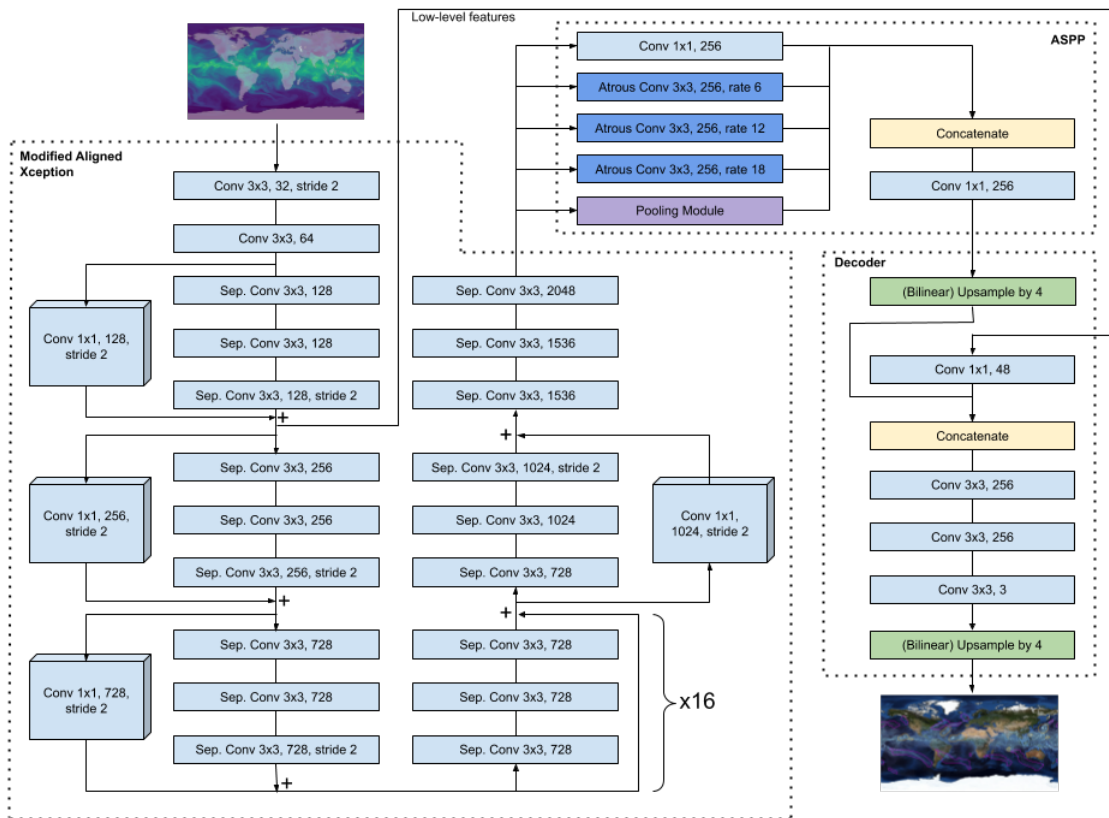 Low-level features
ASPP
Conv 1x1, 256
Atrous Conv 3x3, 256, rate 6
Atrous Conv 3x3, 256, rate 12
Atrous Conv 3x3, 256, rate 18
Pooling Module
Concatenate
Conv 1x1, 256
Modified Aligned
Xception
Conv 3x3, 32, stride 2
Conv 3x3, 64
Conv 1x1, 128,
stride 2
Sep. Conv 3x3, 128
Sep. Conv 3x3, 128
Sep. Conv 3x3, 128, stride 2
+
Conv 1x1, 256,
stride 2
Sep. Conv 3x3, 256
Sep. Conv 3x3, 256
Sep. Conv 3x3, 256, stride 2
+
Conv 1x1, 728,
stride 2
Sep. Conv 3x3, 728
Sep. Conv 3x3, 728
Sep. Conv 3x3, 728, stride 2
+
Sep. Conv 3x3, 2048
Sep. Conv 3x3, 1536
Sep. Conv 3x3, 1536
+
Sep. Conv 3x3, 1024, stride 2
Sep. Conv 3x3, 1024
Sep. Conv 3x3, 728
Conv 1x1,
1024, stride 2
+
Sep. Conv 3x3, 728
Sep. Conv 3x3, 728
Sep. Conv 3x3, 728
x16
Decoder
(Bilinear) Upsample by 4
Conv 1x1, 48
Concatenate
Conv 3x3, 256
Conv 3x3, 256
Conv 3x3, 3
(Bilinear) Upsample by 4